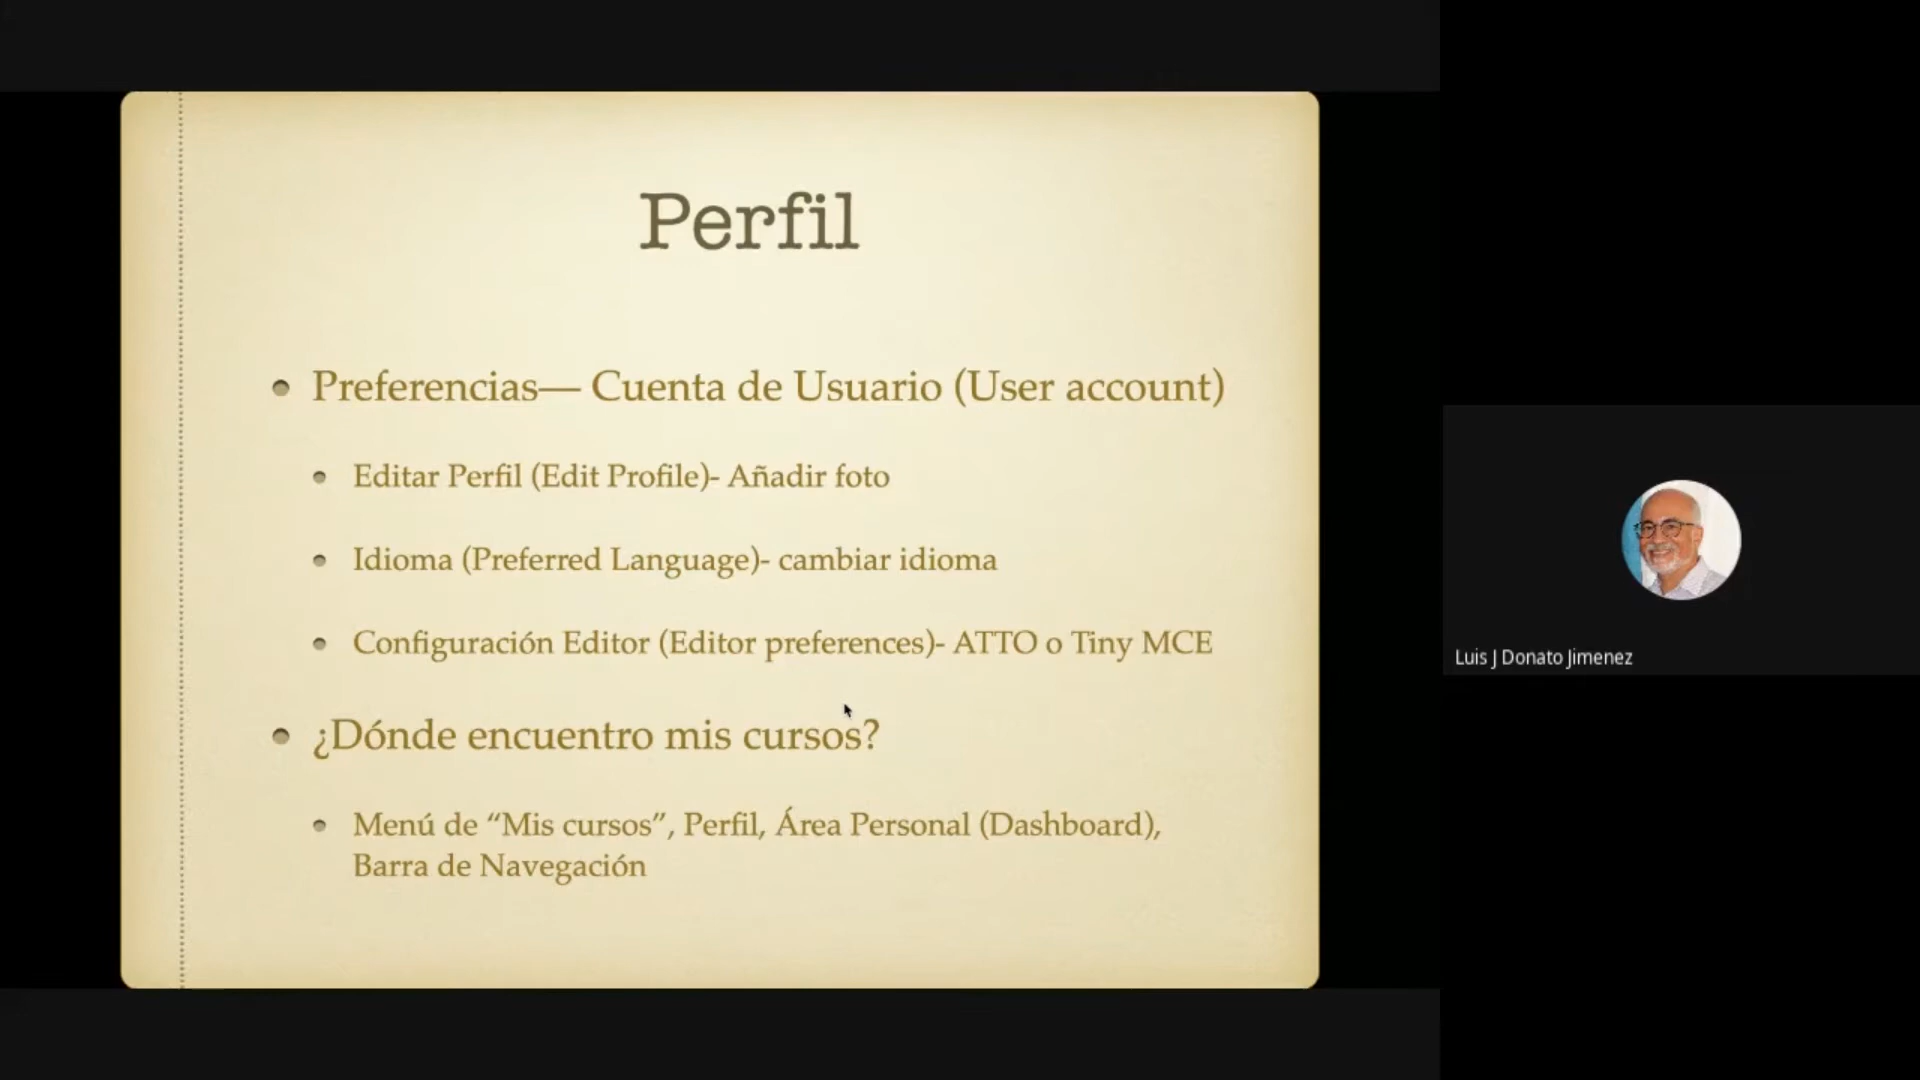 Perfil
Preferencias— Cuenta de Usuario (User account)
Editar Perfil (Edit Profile)- Añadir foto
Idioma (Preferred Language)- cambiar idioma
Configuración Editor (Editor preferences)- ATTO o Tiny MCE
¿Dónde encuentro mis cursos?
Menú de “Mis cursos”, Perfil, Área Personal (Dashboard),
Barra de Navegación
Luis J Donato Jimenez